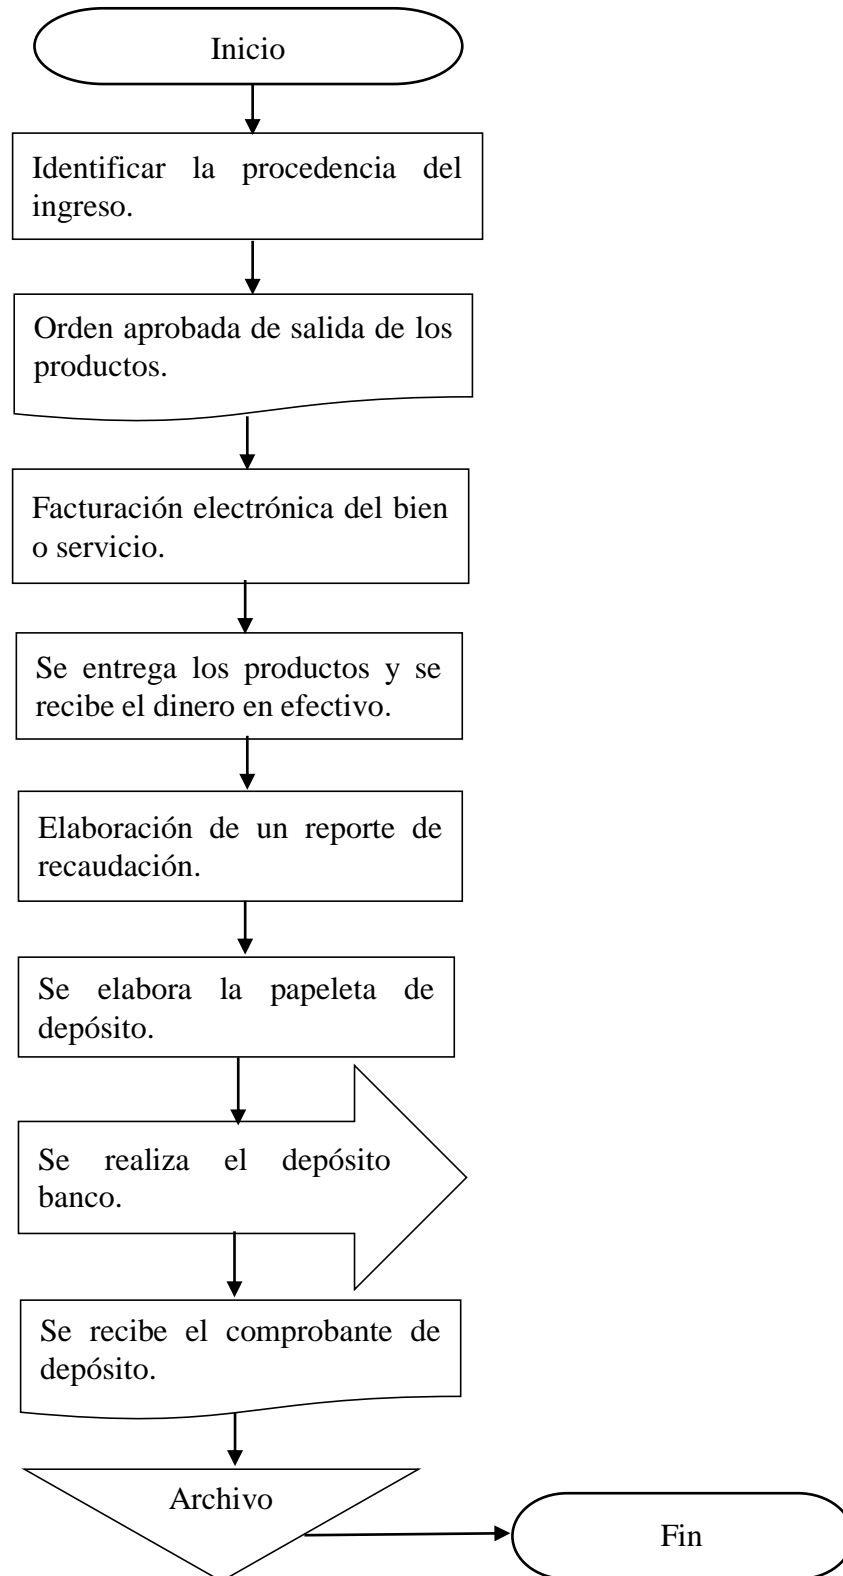 Inicio
Identificar la procedencia del
ingreso.
Orden aprobada de salida de los
productos.
Facturación electrónica del bien
o servicio.
Se entrega los productos y se
recibe el dinero en efectivo.
Elaboración de un reporte de
recaudación.
Se elabora la papeleta de
depósito.
Se realiza el depósito
banco.
Se recibe el comprobante de
depósito.
Archivo
Fin